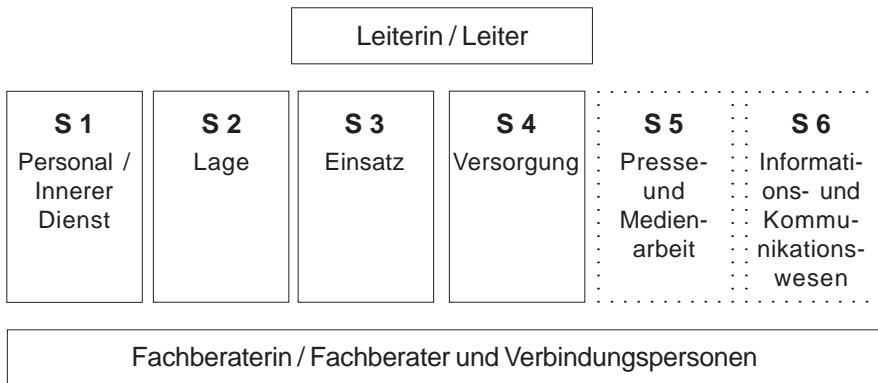 Leiterin / Leiter
S 1
Personal /
Innerer
Dienst
S 2
Lage
S 3
Einsatz
S 4
Versorgung
S 5
Presse-
und
Medien-
arbeit
S 6
Informati-
ons- und
Kommu-
nikations-
wesen
Fachberaterin / Fachberater und Verbindungspersonen